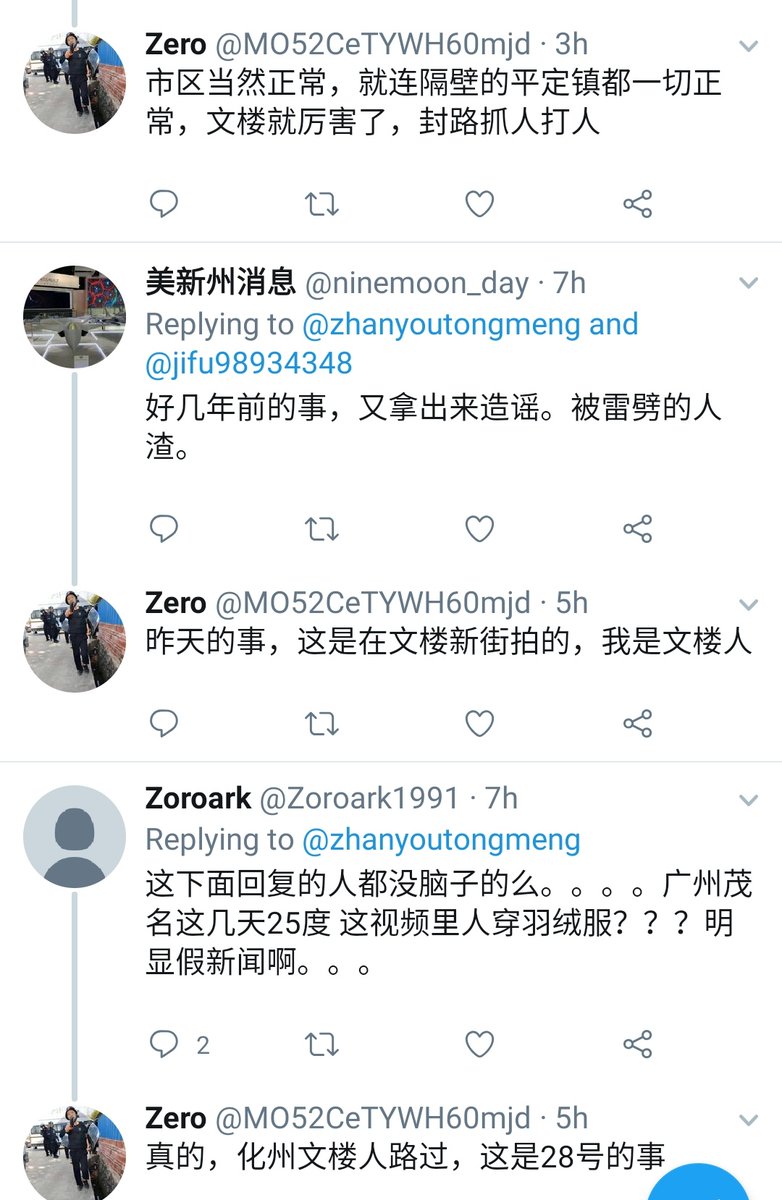 Zero @MO52CeTYWH60mjd · 3h
市区当然正常，就连隔壁的平定镇都一切正
常，文楼就厉害了，封路抓人打人
美新州消息 @ninemoon_day · 7h
Replying to @zhanyoutongmeng and
@jifu98934348
好几年前的事，又拿出来造谣。被雷劈的人
渣。
Zero @MO52CeTYWH60mjd · 5h
昨天的事，这是在文楼新街拍的，我是文楼人
Zoroark @Zoroark1991 · 7h
Replying to @zhanyoutongmeng
这下面回复的人都没脑子的么。。。。广州茂
名这几天25度 这视频里人穿羽绒服？？？明
显假新闻啊。。。
2
Zero @MO52CeTYWH60mjd · 5h
真的，化州文楼人路过，这是28号的事